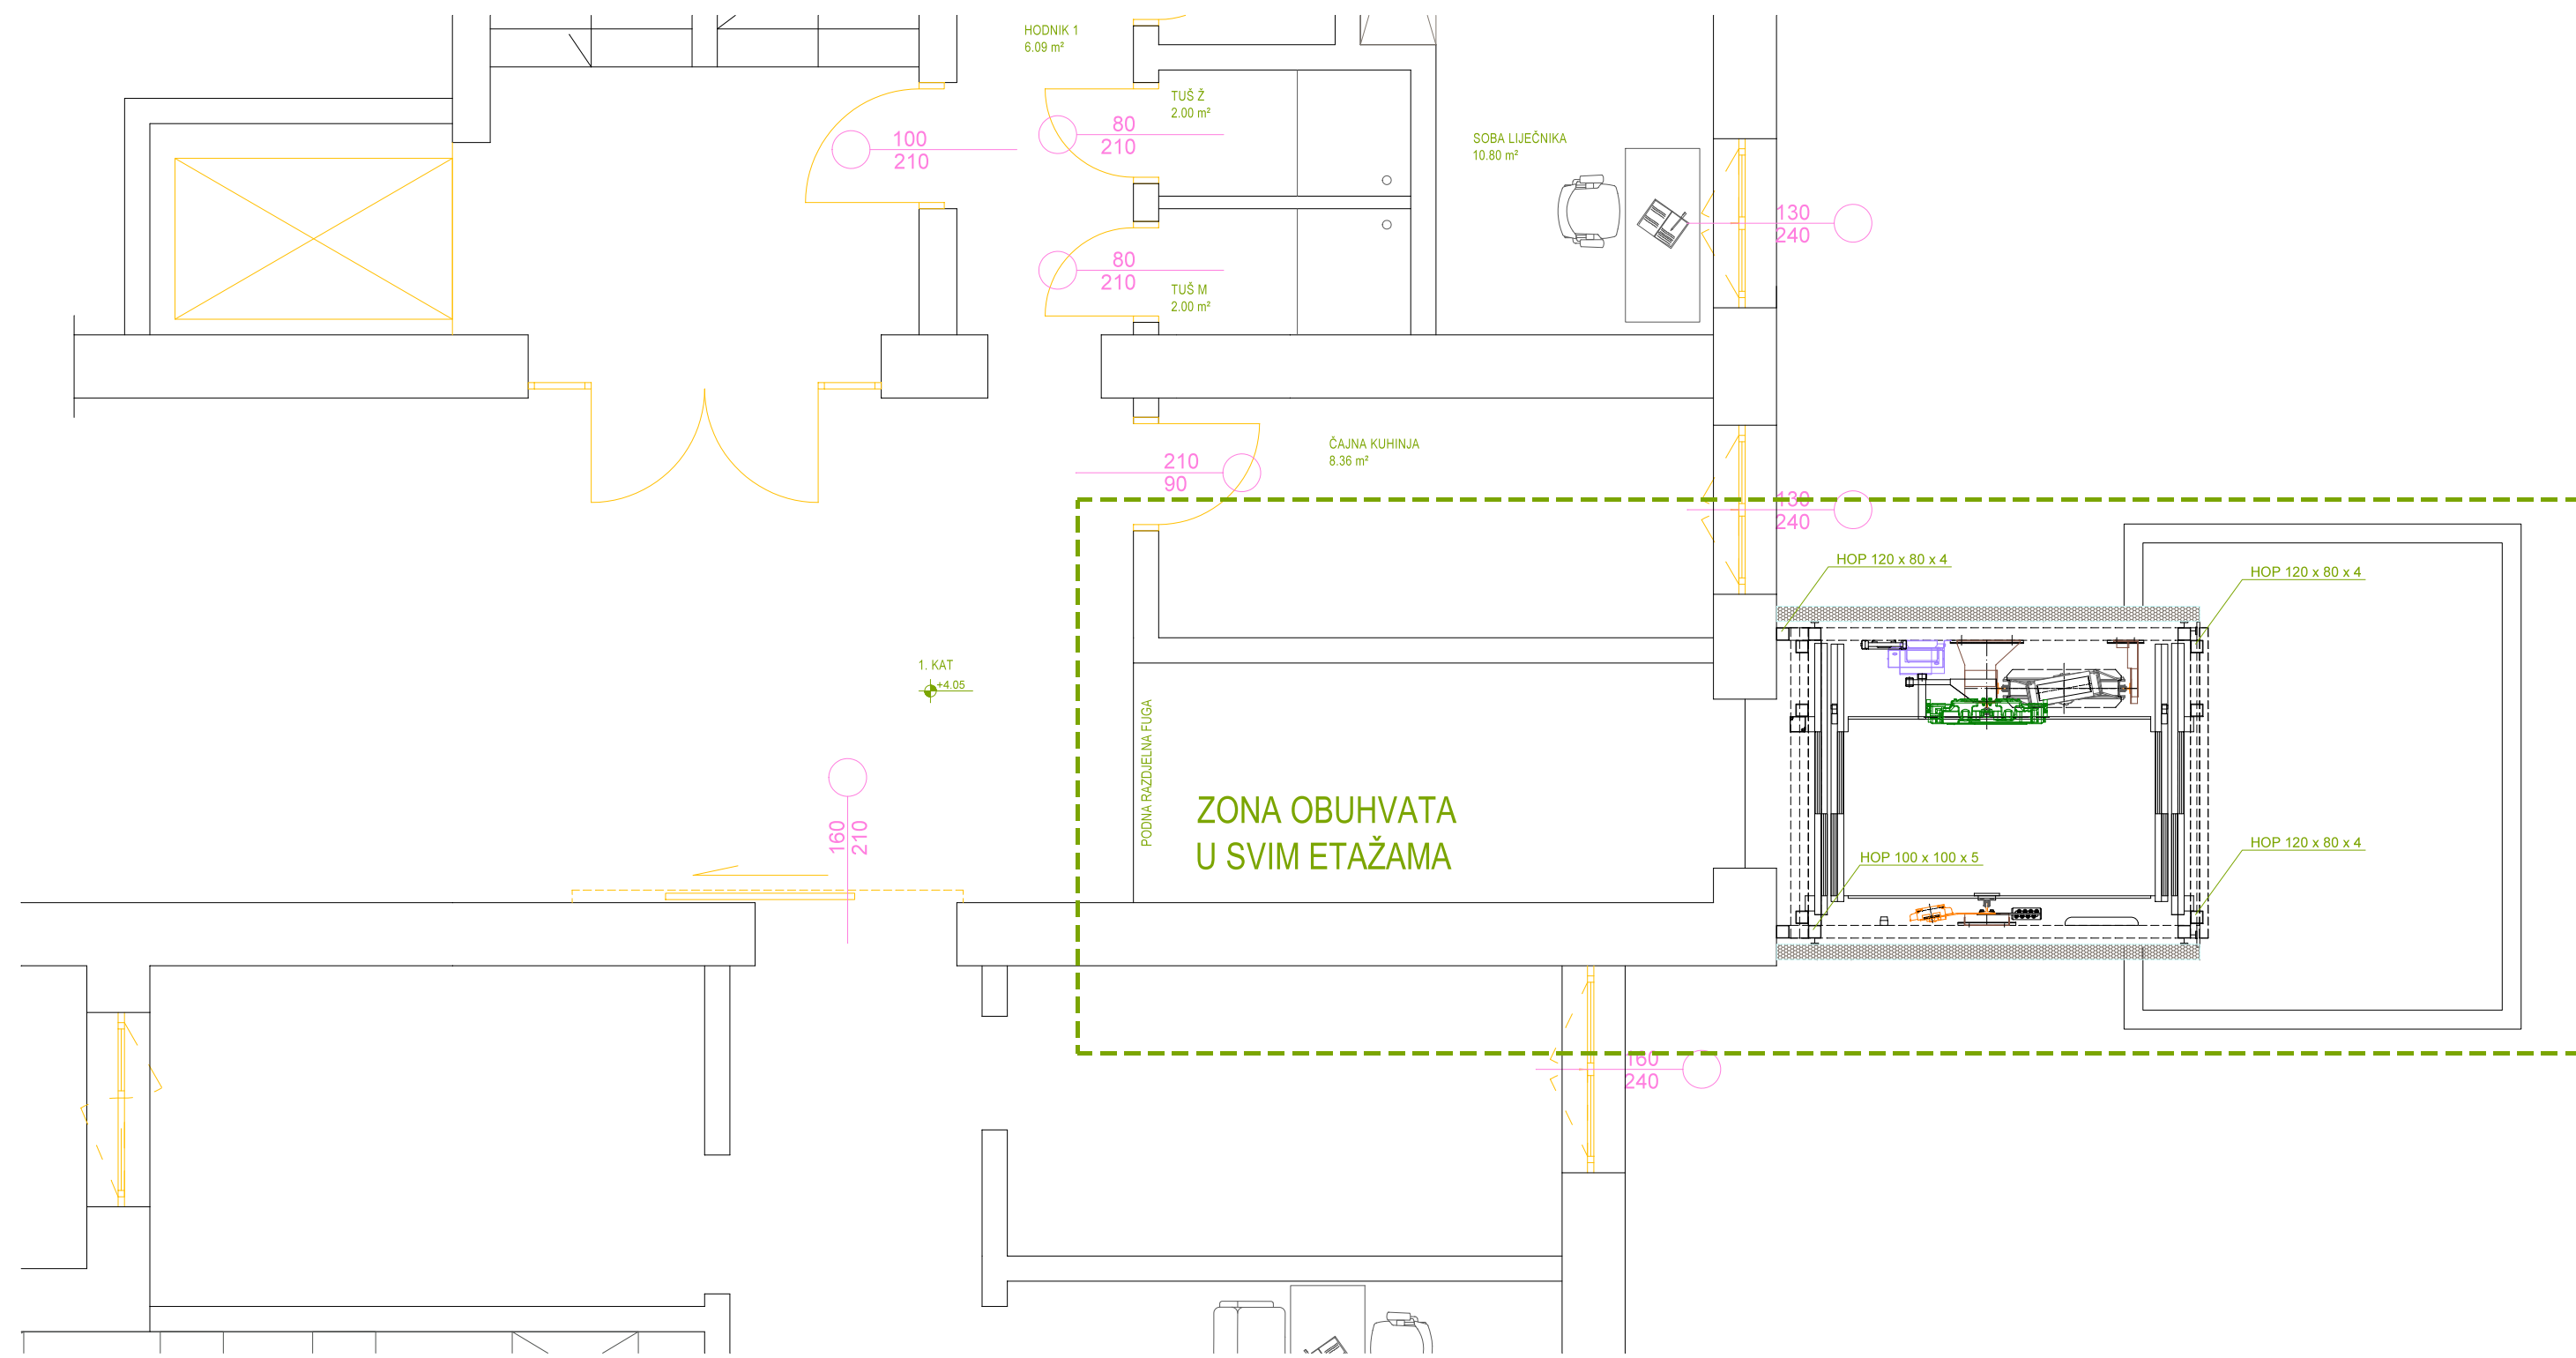 HODNIK 1
6.09 m²
TUŠ Ž
2.00 m²
100
210
80
210
SOBA LIJEČNIKA
10.80 m²
130
240
80
210
TUŠ M
2.00 m²
ČAJNA KUHINJA
8.36 m²
210
90
130
240
HOP 120 x 80 x 4
HOP 120 x 80 x 4
1. KAT
+4.05
PODNA RAZDJELNA FUGA
ZONA OBUHVATA
U SVIM ETAŽAMA
160
210
HOP 120 x 80 x 4
HOP 100 x 100 x 5
160
240